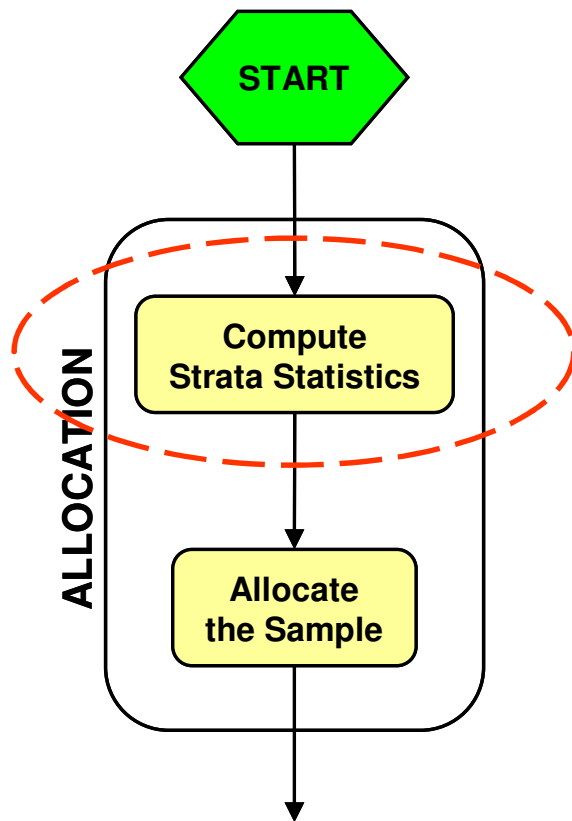 START
Compute
Strata Statistics
ALLOCATION
Allocate
the Sample